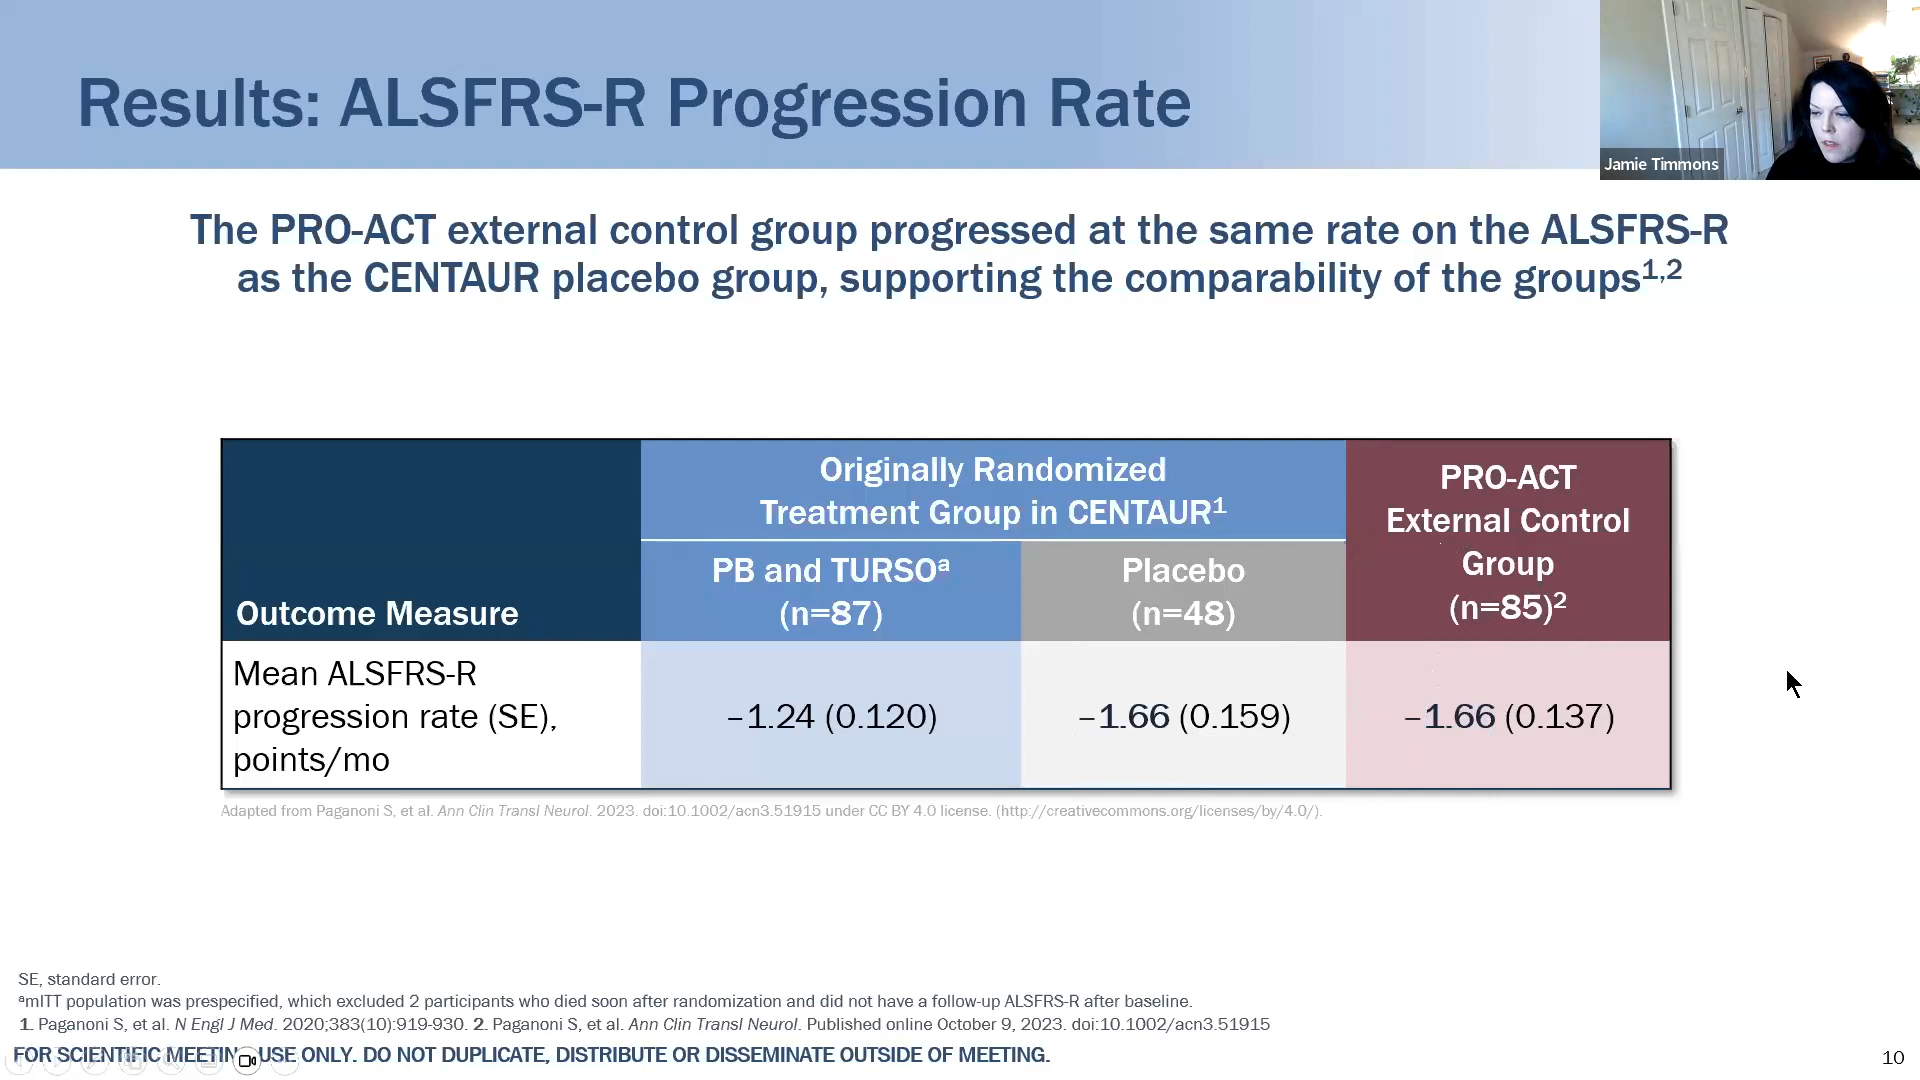 Results: ALSFRS-R Progression Rate
Jamie Timmons
The PRO-ACT external control group progressed at the same rate on the ALSFRS-R
as the CENTAUR placebo group, supporting the comparability of the groups1,2
Outcome Measure
Originally Randomized
Treatment Group in CENTAUR1
PB and TURSOa
(n=87)
Placebo
(n=48)
PRO-ACT
External Control
Group
(n=85)2
Mean ALSFRS-R
progression rate (SE),
points/mo
–1.24 (0.120)
–1.66 (0.159)
–1.66 (0.137)
Adapted from Paganoni S, et al. Ann Clin Transl Neurol. 2023. doi:10.1002/acn3.51915 under CC BY 4.0 license. (http://creativecommons.org/licenses/by/4.0/).
SE, standard error.
amITT population was prespecified, which excluded 2 participants who died soon after randomization and did not have a follow-up ALSFRS-R after baseline.
1. Paganoni S, et al. N Engl J Med. 2020;383(10):919-930. 2. Paganoni S, et al. Ann Clin Transl Neurol. Published online October 9, 2023. doi:10.1002/acn3.51915
FOR SCIENTIFIC MEETING USE ONLY. DO NOT DUPLICATE, DISTRIBUTE OR DISSEMINATE OUTSIDE OF MEETING.
10